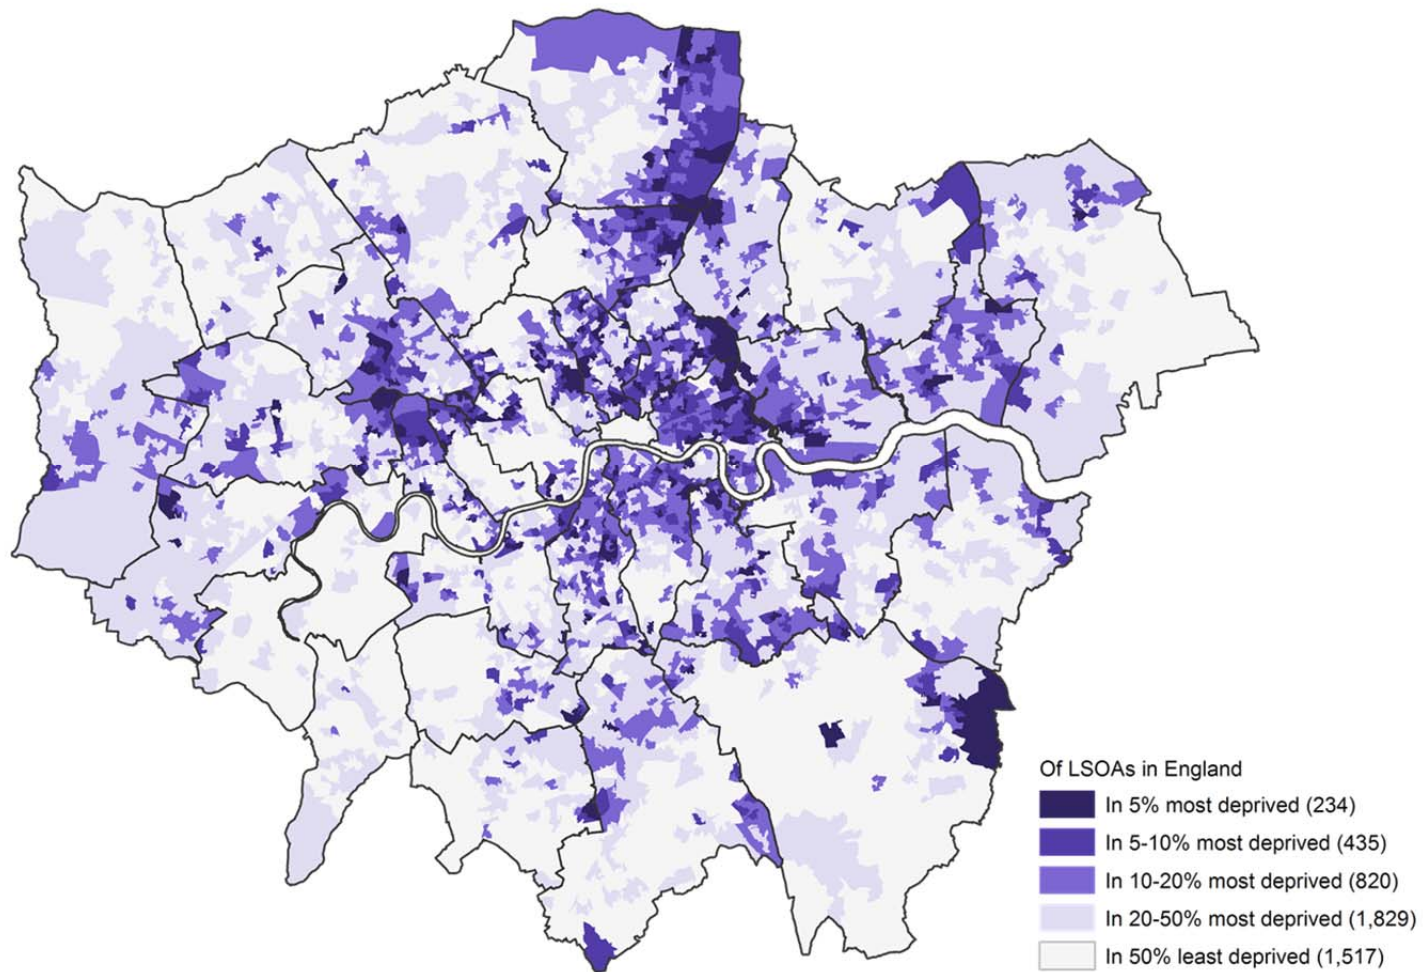 Of LSOAs in England
In 5% most deprived (234)
In 5-10% most deprived (435)
In 10-20% most deprived (820)
In 20-50% most deprived (1,829)
In 50% least deprived (1,517)